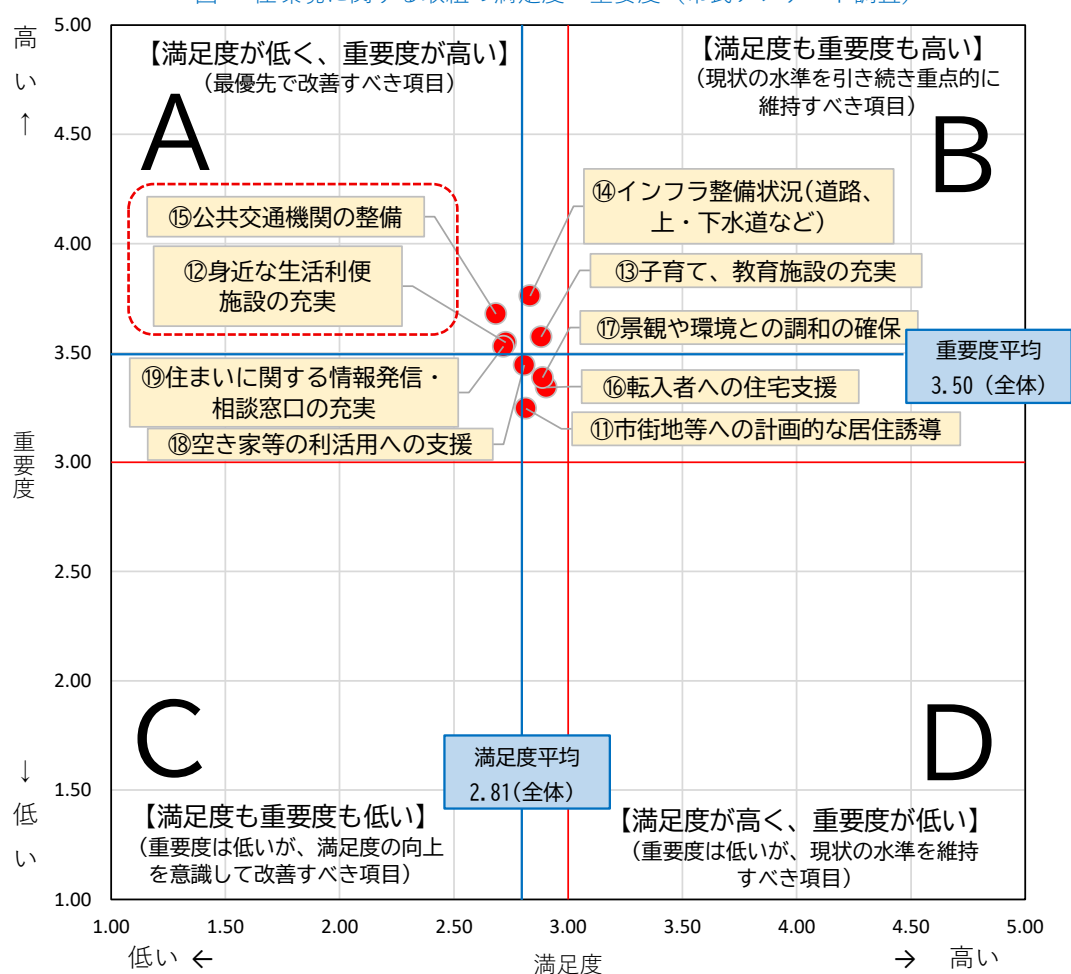 高い
↑
重要度
↓
低い
5.00
4.50
4.00
3.50
3.00
2.50
2.00
1.50
1.00
【満足度が低く、重要度が高い】
(最優先で改善すべき項目)
A
【満足度も重要度も高い】
(現状の水準を引き続き重点的に
維持すべき項目)
B
⑮公共交通機関の整備
⑫身近な生活利便
施設の充実
⑭インフラ整備状況(道路、
上・下水道など)
⑬子育て、教育施設の充実
⑰景観や環境との調和の確保
重要度平均
3.50（全体）
⑲住まいに関する情報発信・
相談窓口の充実
⑯転入者への住宅支援
⑱空き家等の利活用への支援
⑪市街地等への計画的な居住誘導
C
【満足度も重要度も低い】
(重要度は低いが、満足度の向上
を意識して改善すべき項目)
満足度平均
2.81(全体)
D
【満足度が高く、重要度が低い】
(重要度は低いが、現状の水準を維持
すべき項目)
1.00 1.50 2.00 2.50 3.00 3.50 4.00 4.50 5.00
低い ← 満足度 → 高い